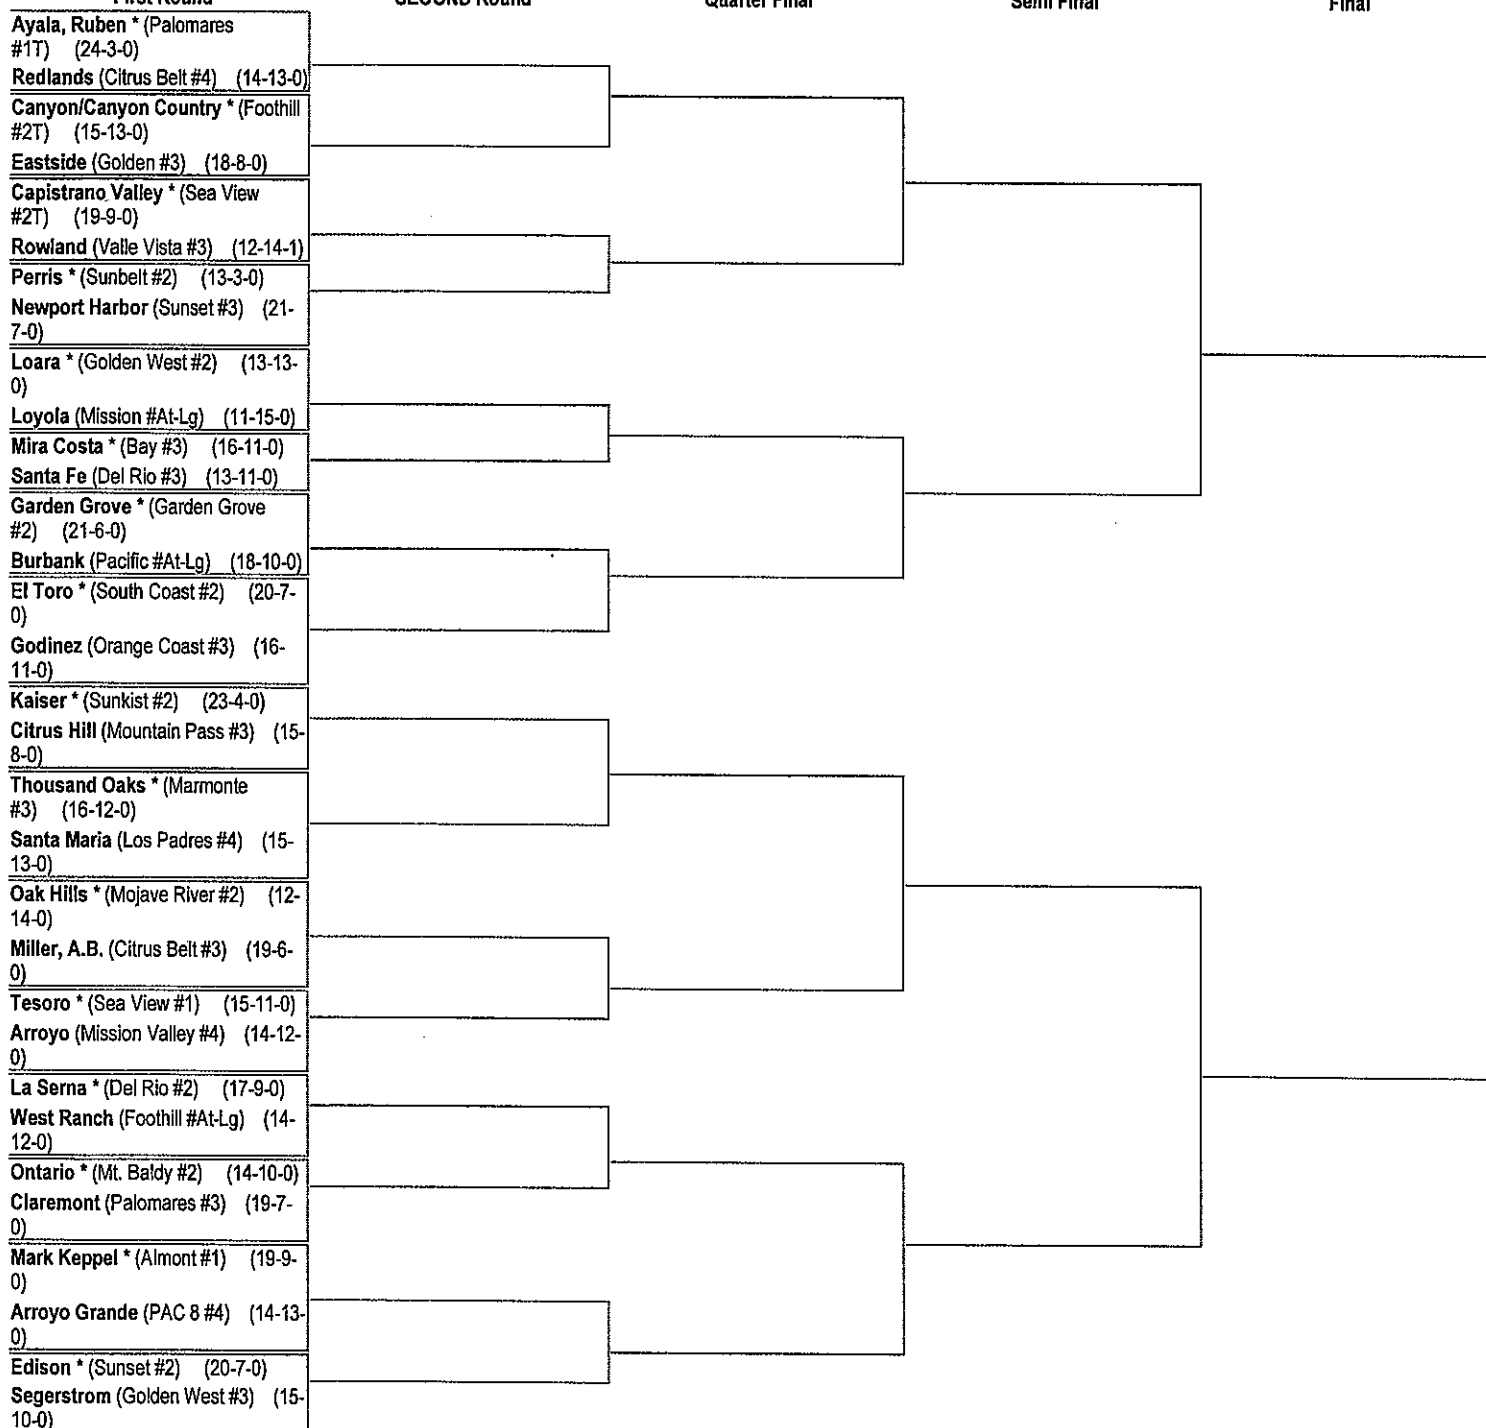 First Round SECOND Round Quarter Final Semi Final Final
Ayala, Ruben * (Palomares
#1T) (24-3-0)
Redlands (Citrus Belt #4) (14-13-0)
Canyon/Canyon Country * (Foothill
#2T) (15-13-0)
Eastside (Golden #3) (18-8-0)
Capistrano Valley * (Sea View
#2T) (19-9-0)
Rowland (Valle Vista #3) (12-14-1)
Perris * (Sunbelt #2) (13-3-0)
Newport Harbor (Sunset #3) (21-
7-0)
Loara * (Golden West #2) (13-13-
0)
Loyola (Mission #At-Lg) (11-15-0)
Mira Costa * (Bay #3) (16-11-0)
Santa Fe (Del Rio #3) (13-11-0)
Garden Grove * (Garden Grove
#2) (21-6-0)
Burbank (Pacific #At-Lg) (18-10-0)
El Toro * (South Coast #2) (20-7-
0)
Godinez (Orange Coast #3) (16-
11-0)
Kaiser * (Sunkist #2) (23-4-0)
Citrus Hill (Mountain Pass #3) (15-
8-0)
Thousand Oaks * (Marmonte
#3) (16-12-0)
Santa Maria (Los Padres #4) (15-
13-0)
Oak Hills * (Mojave River #2) (12-
14-0)
Miller, A.B. (Citrus Belt #3) (19-6-
0)
Tesoro * (Sea View #1) (15-11-0)
Arroyo (Mission Valley #4) (14-12-
0)
La Serna * (Del Rio #2) (17-9-0)
West Ranch (Foothill #At-Lg) (14-
12-0)
Ontario * (Mt. Baldy #2) (14-10-0)
Claremont (Palomares #3) (19-7-
0)
Mark Keppel * (Almont #1) (19-9-
0)
Arroyo Grande (PAC 8 #4) (14-13-
0)
Edison * (Sunset #2) (20-7-0)
Segerstrom (Golden West #3) (15-
10-0)